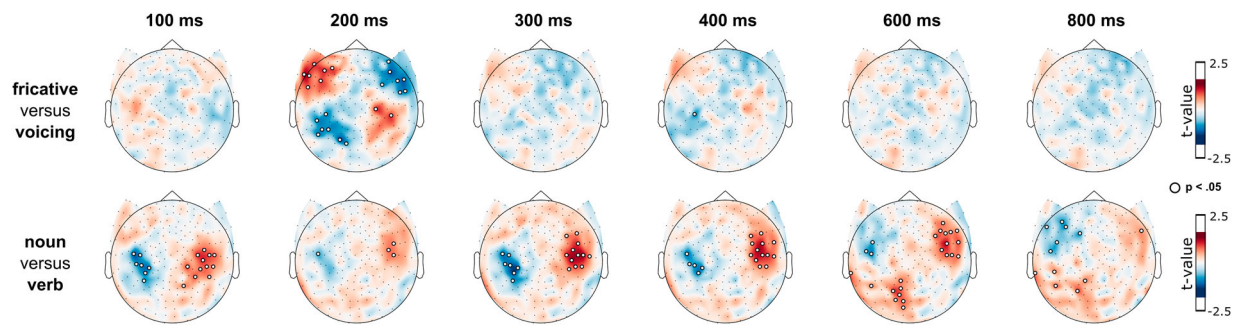 100 ms 200 ms 300 ms 400 ms 600 ms 800 ms
fricative
versus
voicing
2.5
t-value
-2.5
p < .05
noun
versus
verb
2.5
t-value
-2.5